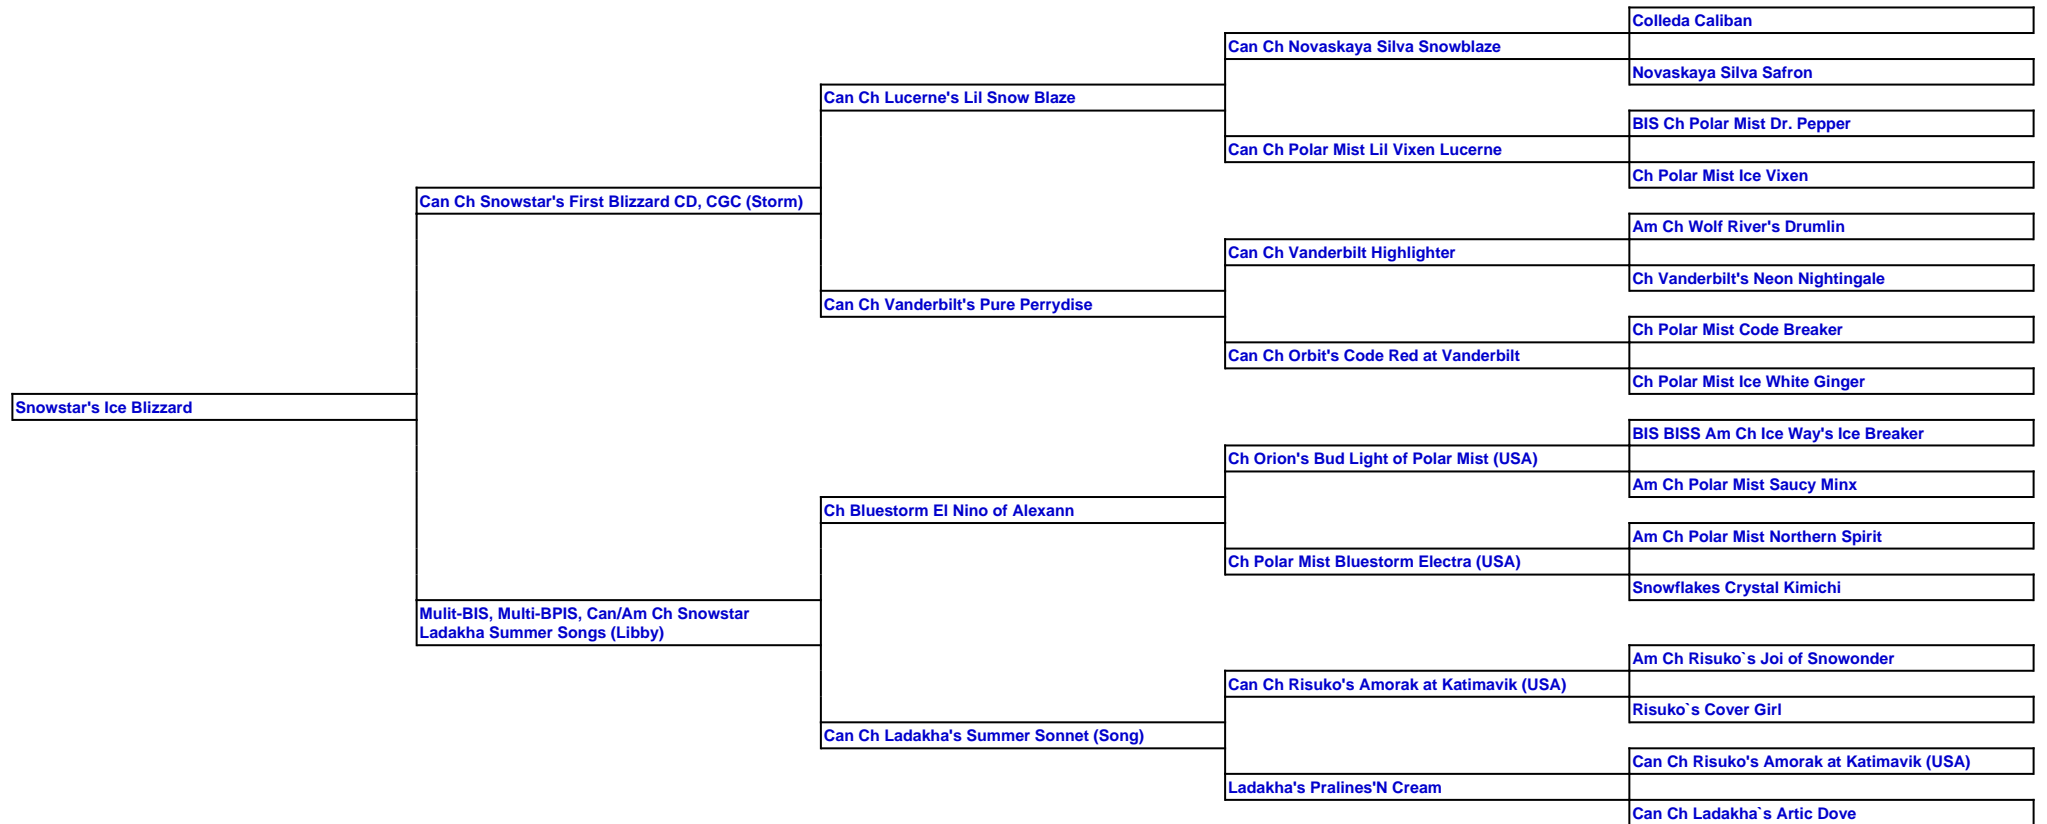 Colleda Caliban
Can Ch Novaskaya Silva Snowblaze
Novaskaya Silva Safron
Can Ch Lucerne's Lil Snow Blaze
BIS Ch Polar Mist Dr. Pepper
Can Ch Polar Mist Lil Vixen Lucerne
Ch Polar Mist Ice Vixen
Can Ch Snowstar's First Blizzard CD, CGC (Storm)
Am Ch Wolf River's Drumlin
Can Ch Vanderbilt Highlighter
Ch Vanderbilt's Neon Nightingale
Can Ch Vanderbilt's Pure Perrydise
Ch Polar Mist Code Breaker
Can Ch Orbit's Code Red at Vanderbilt
Ch Polar Mist Ice White Ginger
Snowstar's Ice Blizzard
BIS BISS Am Ch Ice Way's Ice Breaker
Ch Orion's Bud Light of Polar Mist (USA)
Am Ch Polar Mist Saucy Minx
Ch Bluestorm El Nino of Alexann
Am Ch Polar Mist Northern Spirit
Ch Polar Mist Bluestorm Electra (USA)
Snowflakes Crystal Kimichi
Mulit-BIS, Multi-BPIS, Can/Am Ch Snowstar
Ladakha Summer Songs (Libby)
Am Ch Risuko`s Joi of Snowonder
Can Ch Risuko's Amorak at Katimavik (USA)
Risuko`s Cover Girl
Can Ch Ladakha's Summer Sonnet (Song)
Can Ch Risuko's Amorak at Katimavik (USA)
Ladakha's Pralines'N Cream
Can Ch Ladakha`s Artic Dove